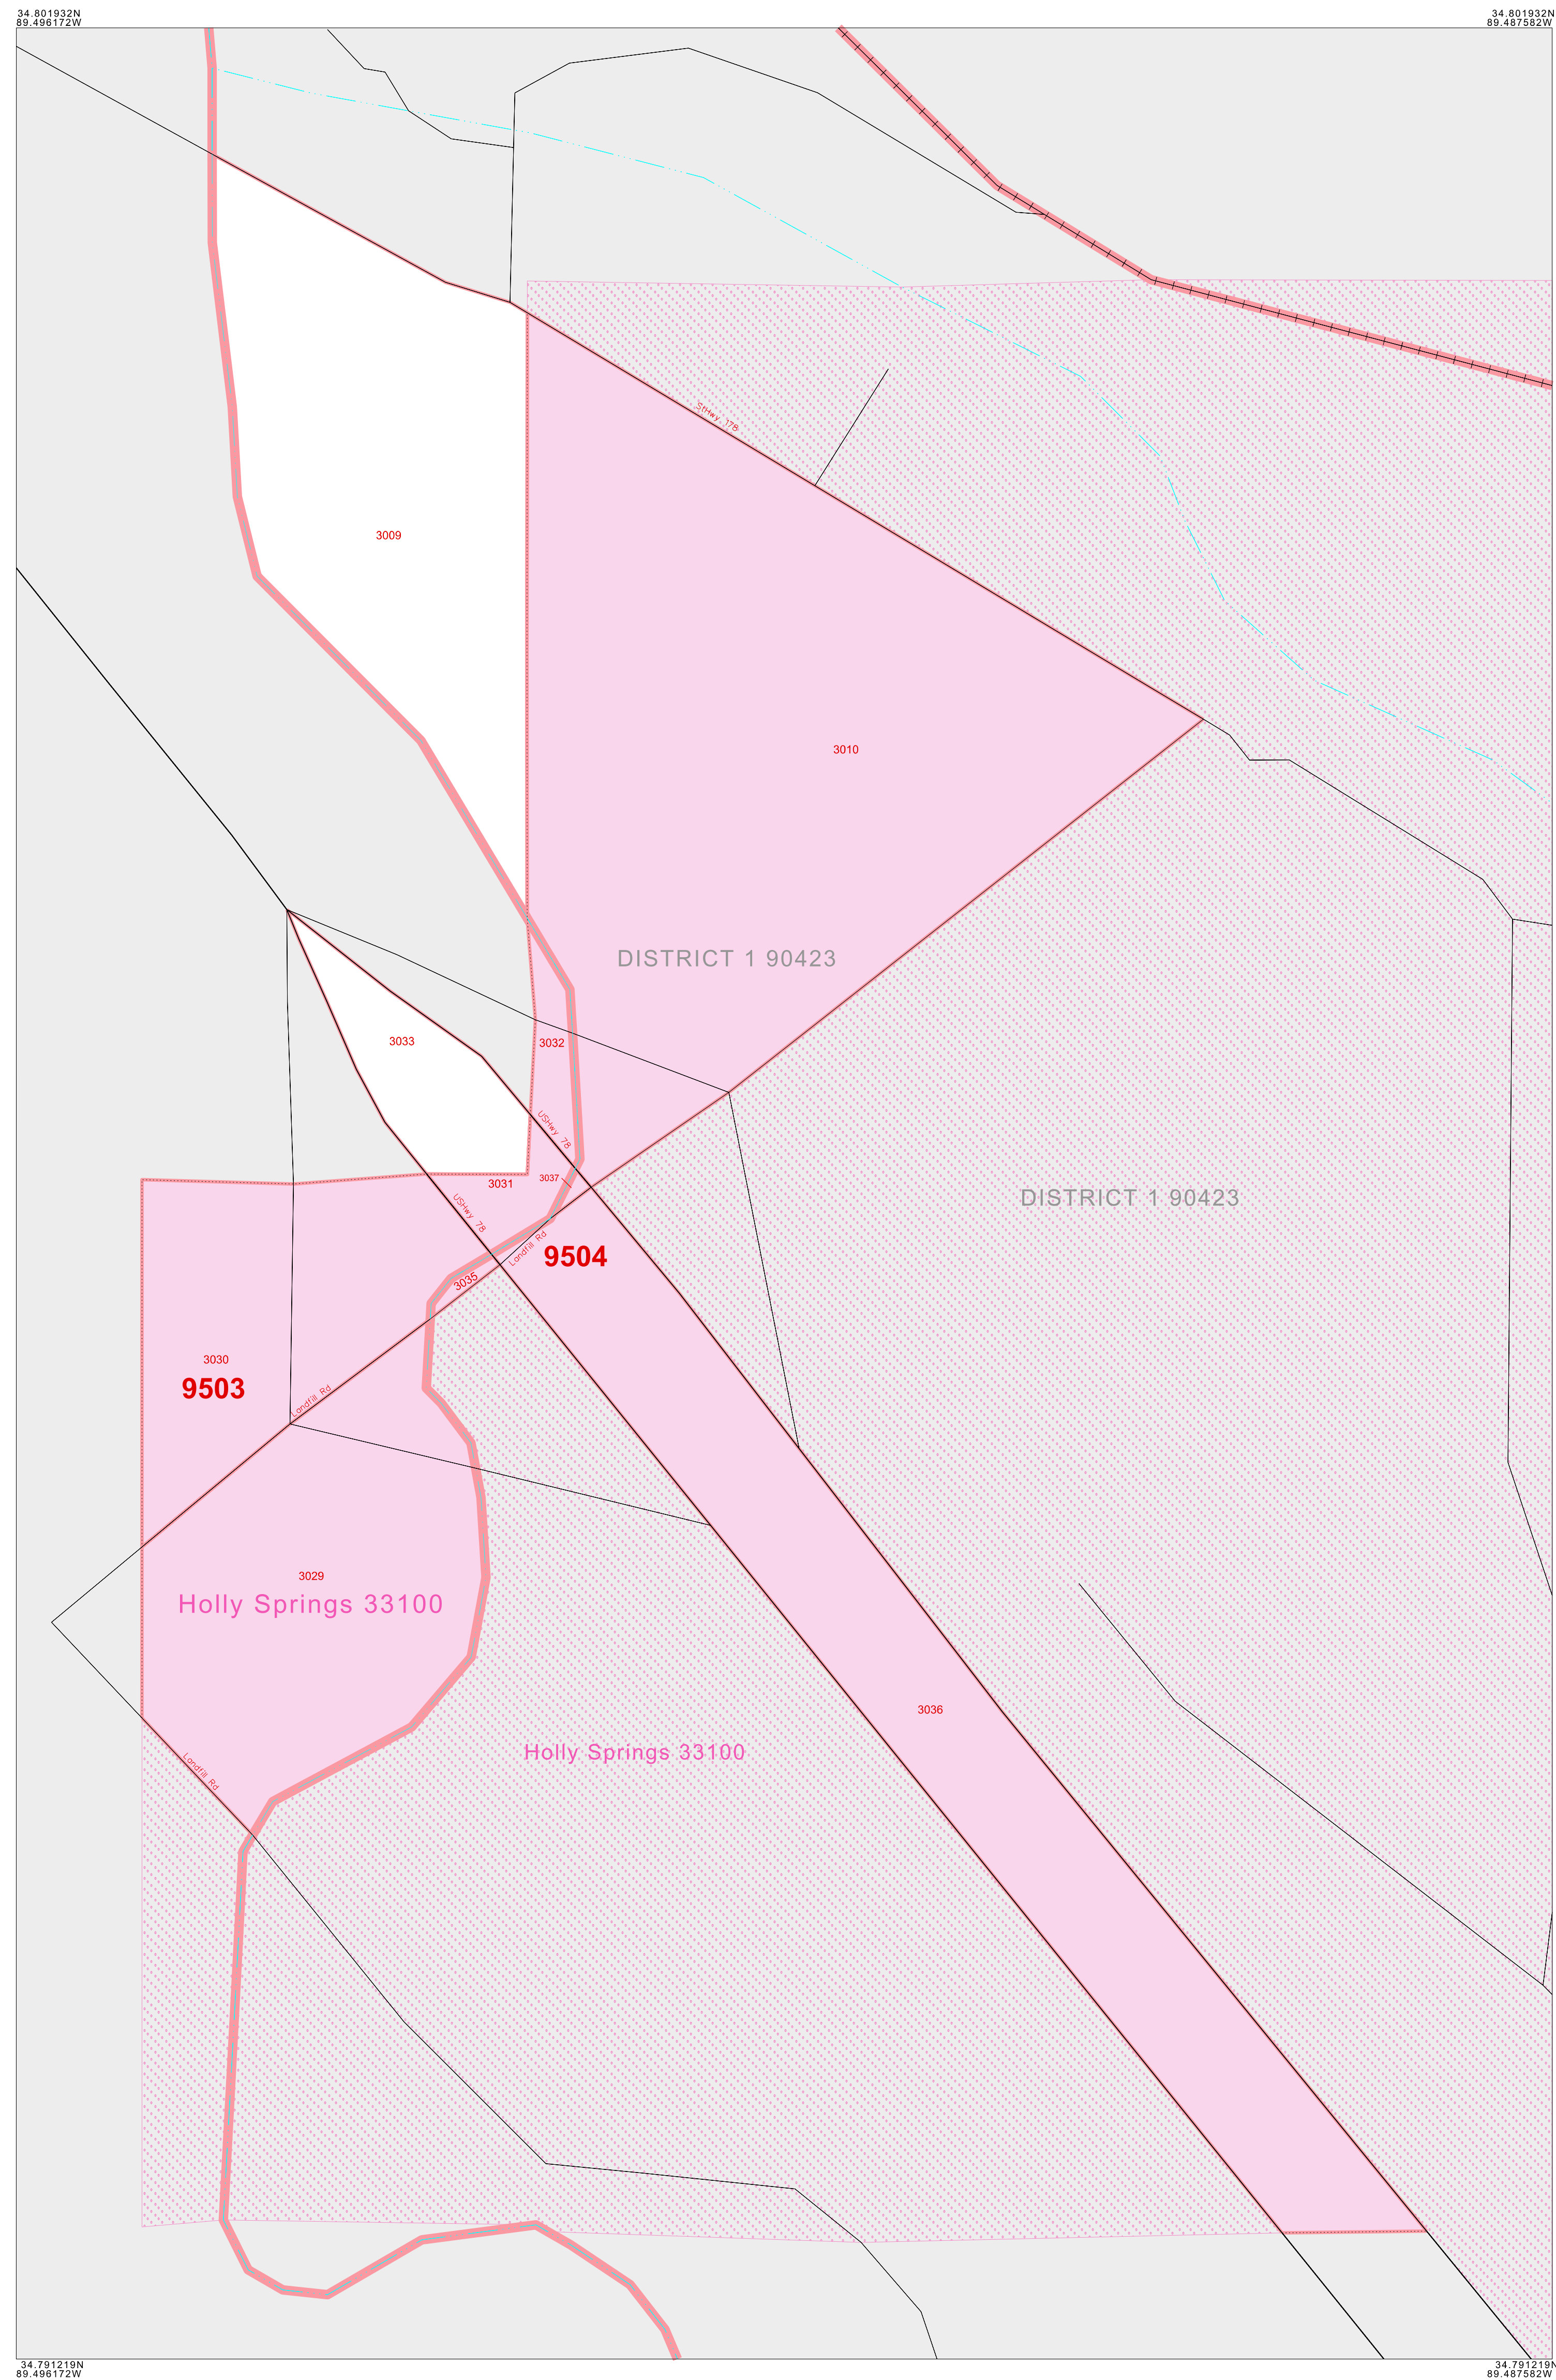 34.801932N
89.496172W
34.801932N
89.487582W
StHwy 178
3009
3010
DISTRICT 1 90423
3033
3032
USHwy 78
3037
3031
USHwy 78
DISTRICT 1 90423
Landfill Rd
9504
3035
3030
9503
Landfill Rd
3029
Holly Springs 33100
3036
Holly Springs 33100
Landfill Rd
34.791219N
89.496172W
34.791219N
89.487582W